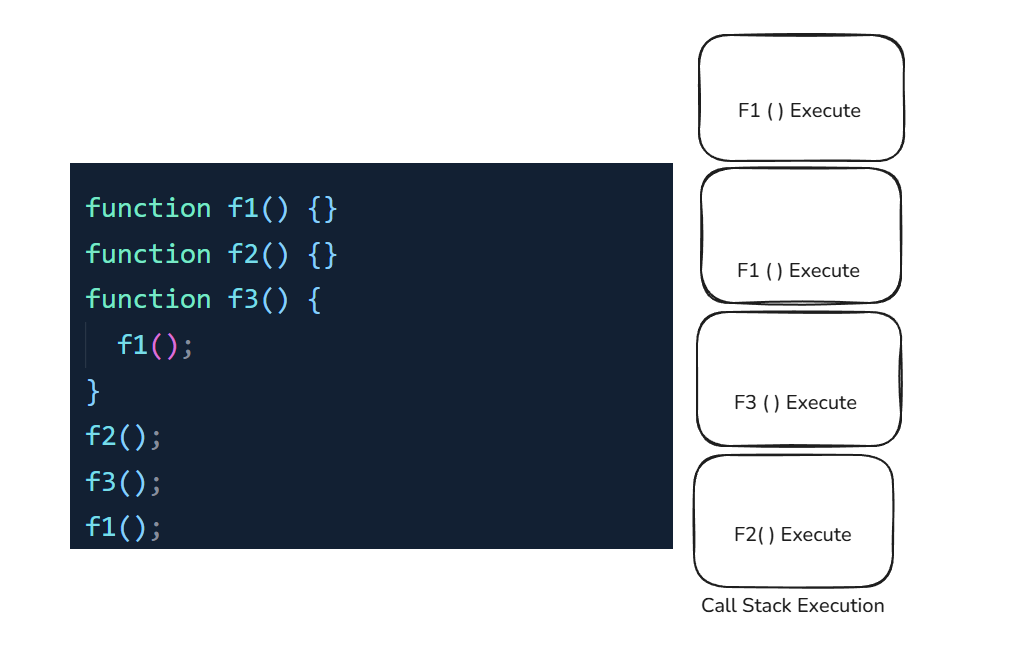 function f1() {}
function f2() {}
function f3() {
  f1();
}
f2();
f3();
f1();
F1 ( ) Execute
F1 ( ) Execute
F3 ( ) Execute
F2( ) Execute
Call Stack Execution